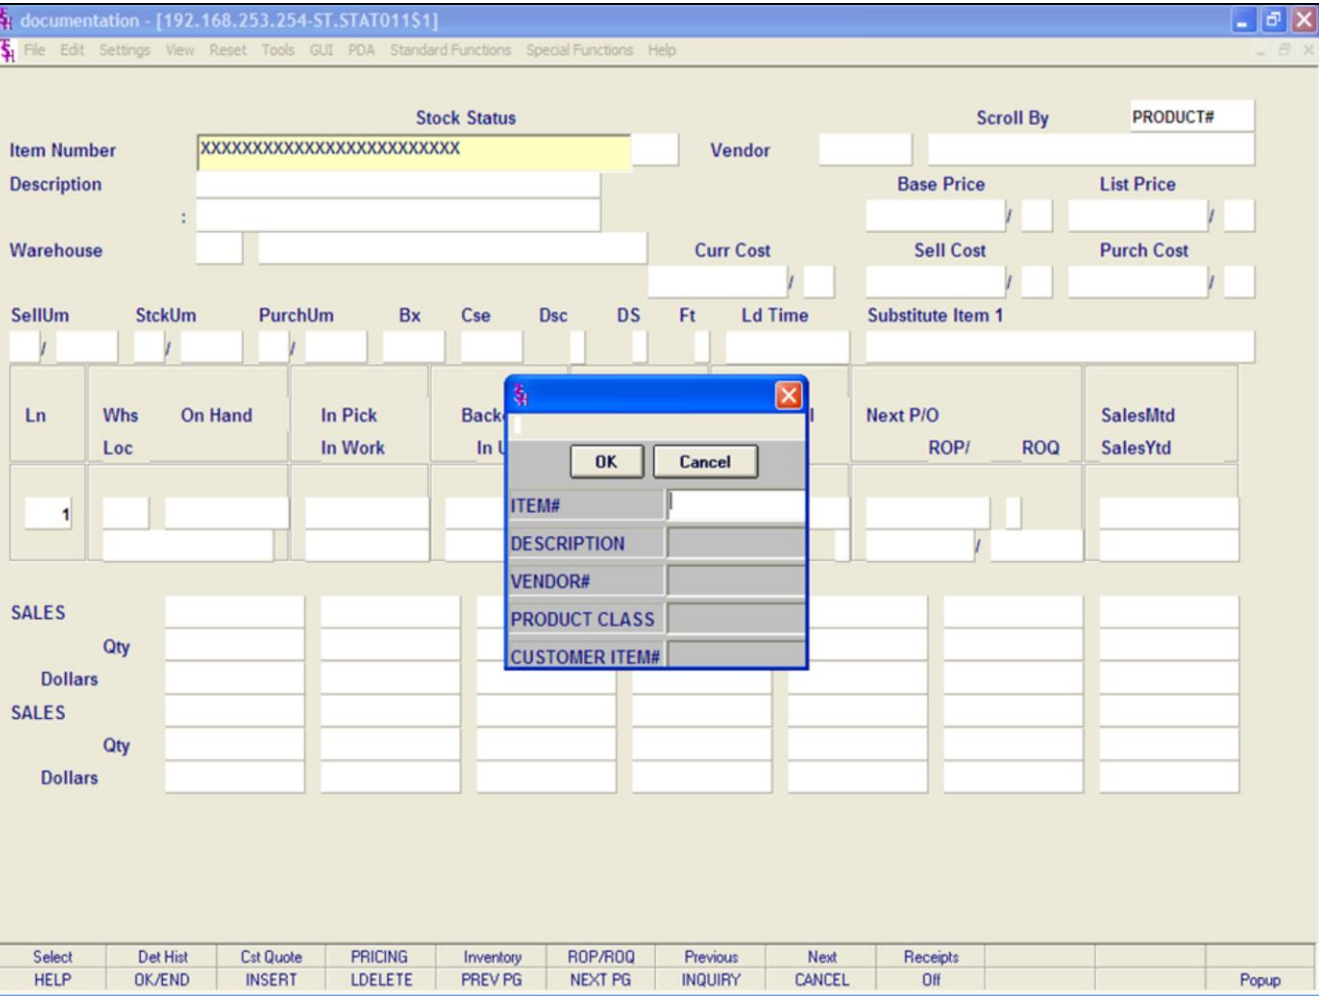 documentation - [192.168.253.254-ST.STAT011$1]
File Edit Settings View Reset Tools GUI PDA Standard Functions Special Functions Help
Stock Status Scroll By PRODUCT#
Item Number XXXXXXXXXXXXXXXXXXXXXXXXX Vendor
Description Base Price List Price
: / /
Warehouse Curr Cost Sell Cost Purch Cost
/ / /
SellUm StckUm PurchUm Bx Cse Dsc DS Ft Ld Time Substitute Item 1
/ / /
Ln Whs On Hand In Pick Next P/O SalesMtd
Loc In Work ROP/ ROQ SalesYtd
OK Cancel
1
/
ITEM#
DESCRIPTION
VENDOR#
PRODUCT CLASS
CUSTOMER ITEM#
SALES
Qty
Dollars
SALES
Qty
Dollars
Select Det Hist Cst Quote PRICING Inventory ROP/ROQ Previous Next Receipts
HELP OK/END INSERT LDELETE PREV PG NEXT PG INQUIRY CANCEL Off Popup